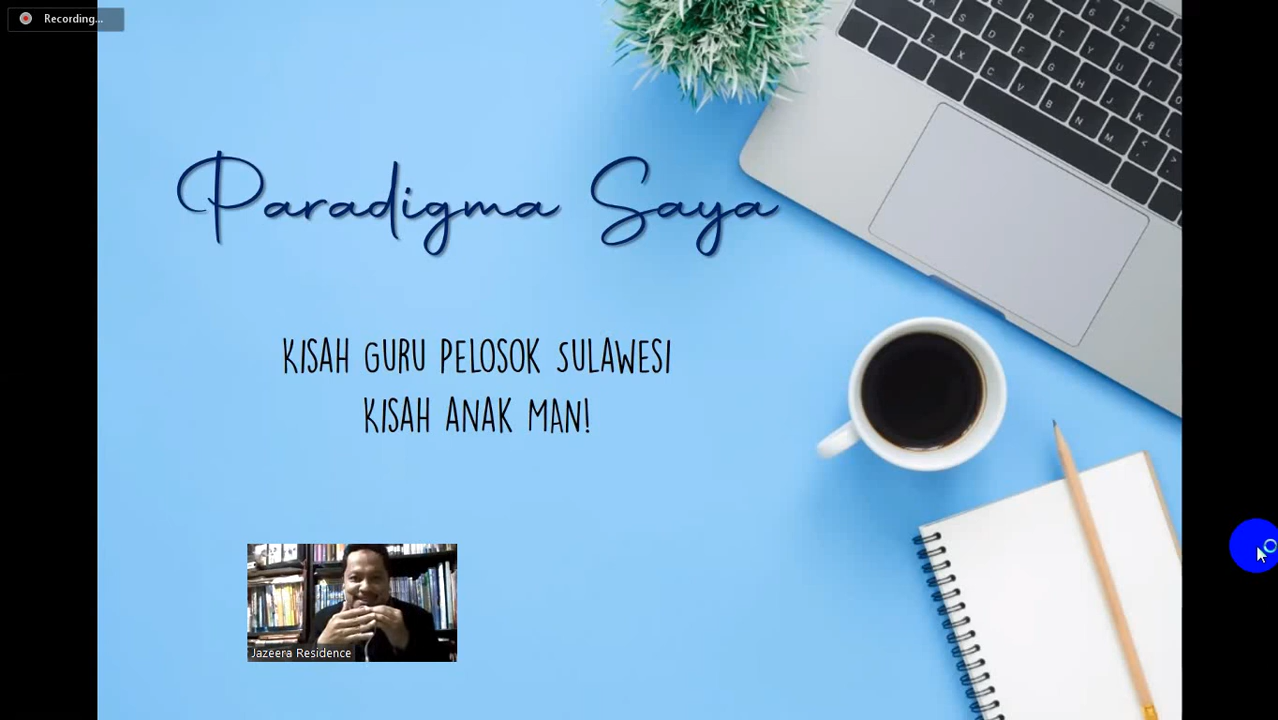 Recording...
Paradigma Saya
KISAH GURU PELOSOK SULAWESI
KISAH ANAK MAN!
Jazeera Residence